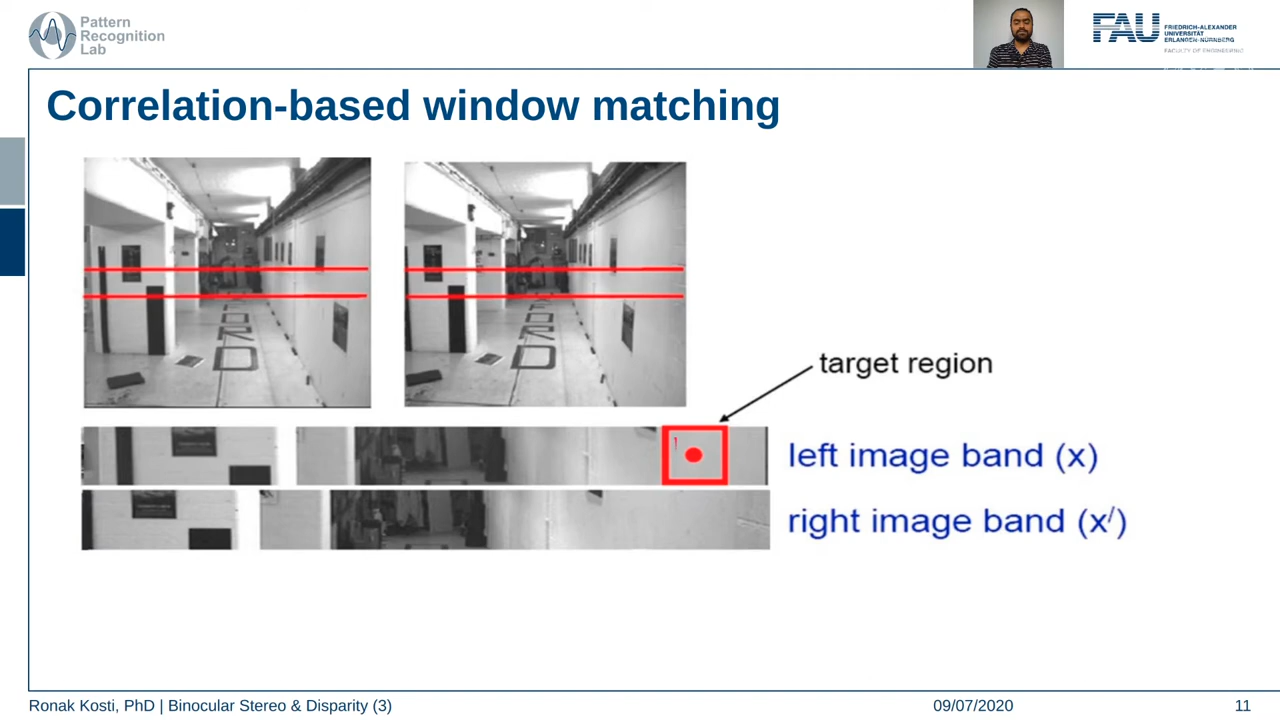 Pattern
Recognition
Lab
FAU
FRIEDRICH-ALEXANDER
UNIVERSITÄT
ERLANGEN-NÜRNBERG
FACULTY OF ENGINEERING
Correlation-based window matching
target region
left image band (x)
right image band (x/)
Ronak Kosti, PhD | Binocular Stereo & Disparity (3)
09/07/2020
11